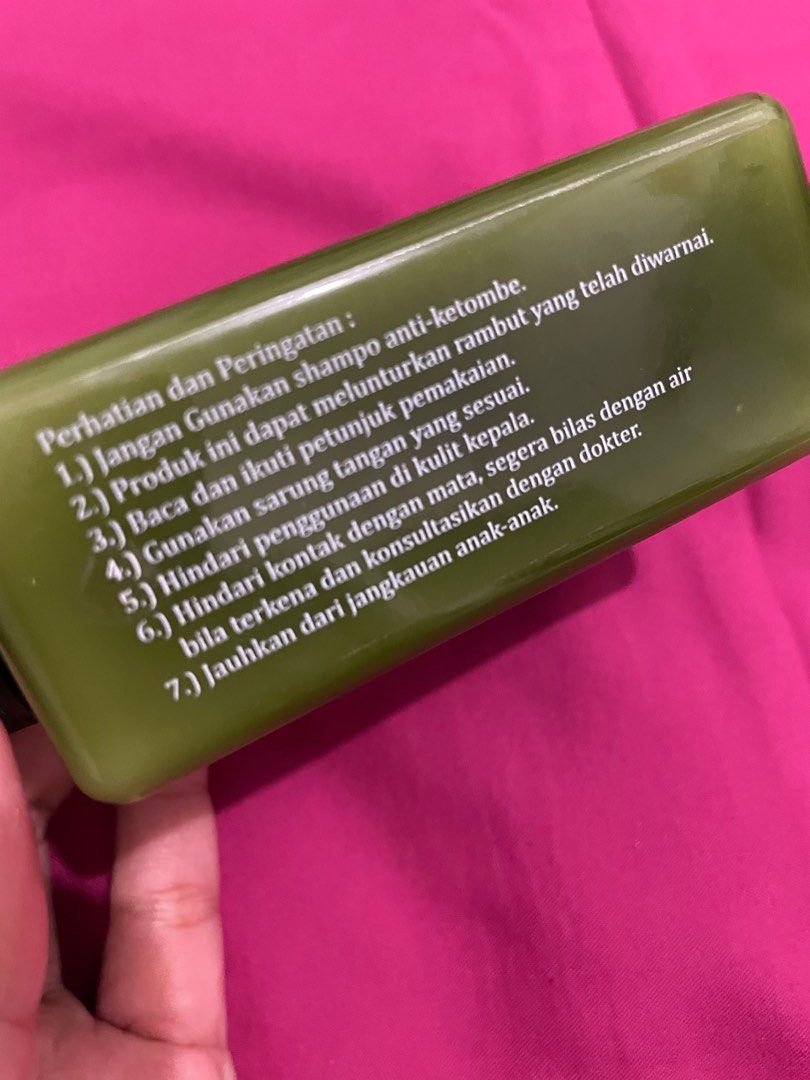 Perhatian dan Peringatan :
1.) Jangan Gunakan shampo anti-ketombe.
2.) Produk ini dapat melunturkan rambut yang telah diwarnai.
3.) Baca dan ikuti petunjuk pemakaian.
4.) Gunakan sarung tangan yang sesuai.
5.) Hindari penggunaan di kulit kepala.
6.) Hindari kontak dengan mata, segera bilas dengan air
bila terkena dan konsultasikan dengan dokter.
7.) Jauhkan dari jangkauan anak-anak.